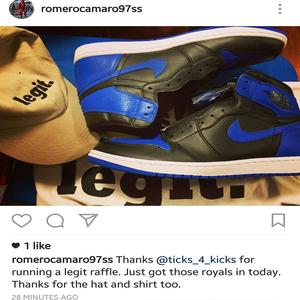 romerocamaro97ss
legit.
legit.
1 like
romerocamaro97ss Thanks @ticks_4_kicks for
running a legit raffle. Just got those royals in today.
Thanks for the hat and shirt too.
28 MINUTES AGO